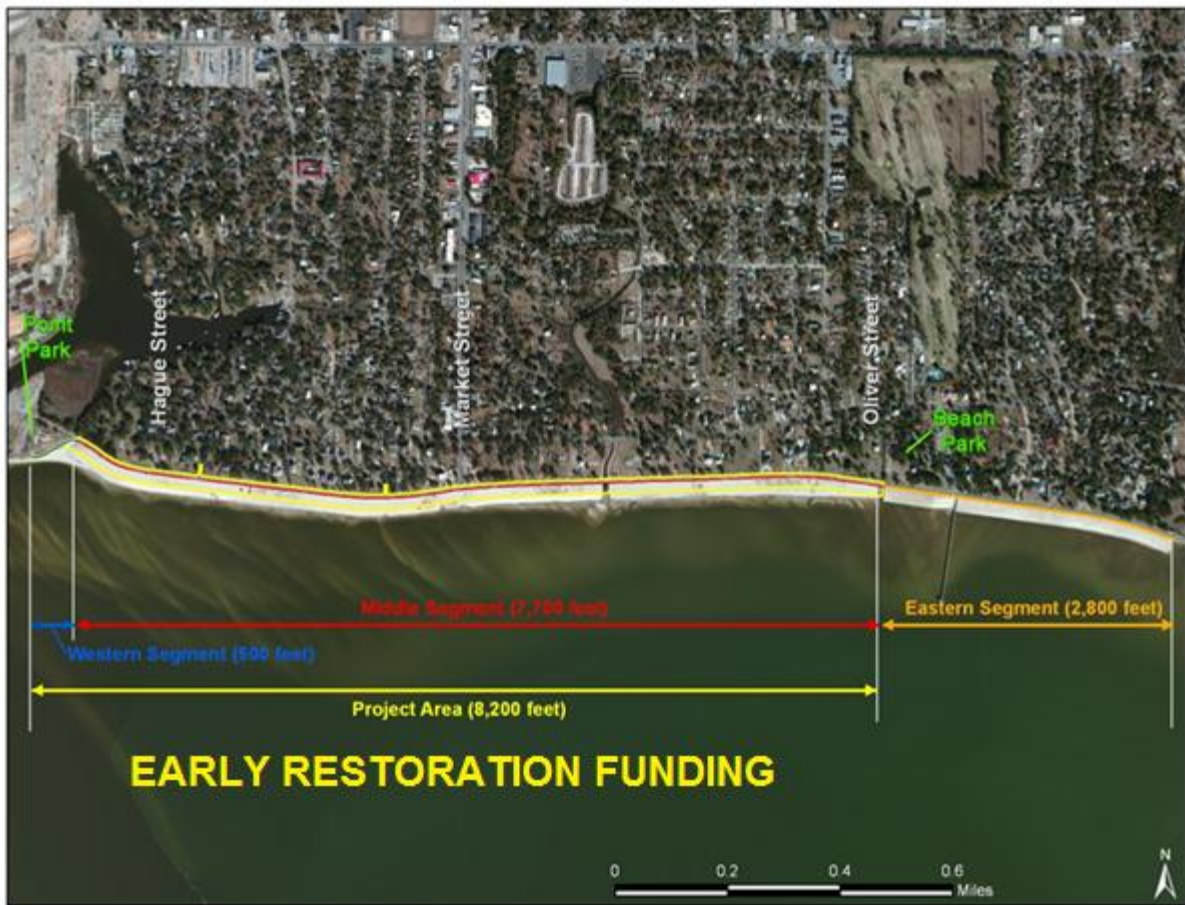 Point
Park
Hague Street
Market Street
Oliver Street
Beach
Park
Middle Segment (7,700 feet)
Eastern Segment (2,800 feet)
Western Segment (500 feet)
Project Area (8,200 feet)
EARLY RESTORATION FUNDING
0 0.2 0.4 0.6
Miles
N